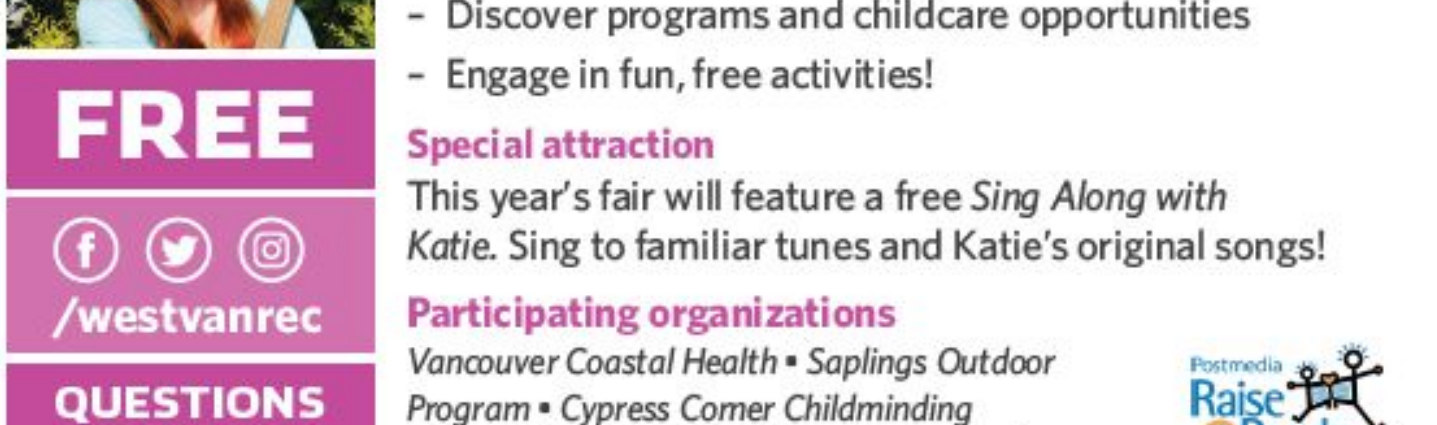 – Discover programs and childcare opportunities
– Engage in fun, free activities!
FREE
Special attraction
This year's fair will feature a free Sing Along with
Katie. Sing to familiar tunes and Katie's original songs!
/westvanrec
Participating organizations
Vancouver Coastal Health ▪ Saplings Outdoor
Program ▪ Cypress Corner Childminding
QUESTIONS
Postmedia
Raise